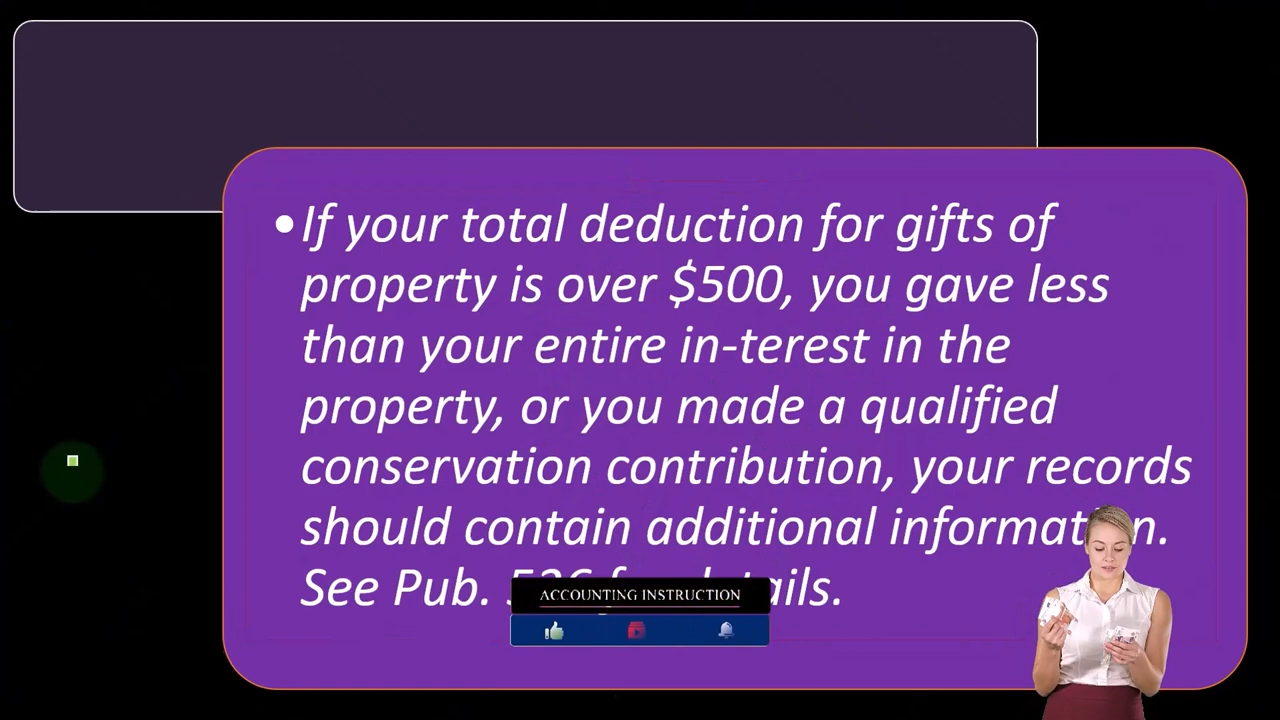 •If your total deduction for gifts of
property is over $500, you gave less
than your entire in-terest in the
property, or you made a qualified
conservation contribution, your records
should contain additional information.
See Pub.
ACCOUNTING INSTRUCTION